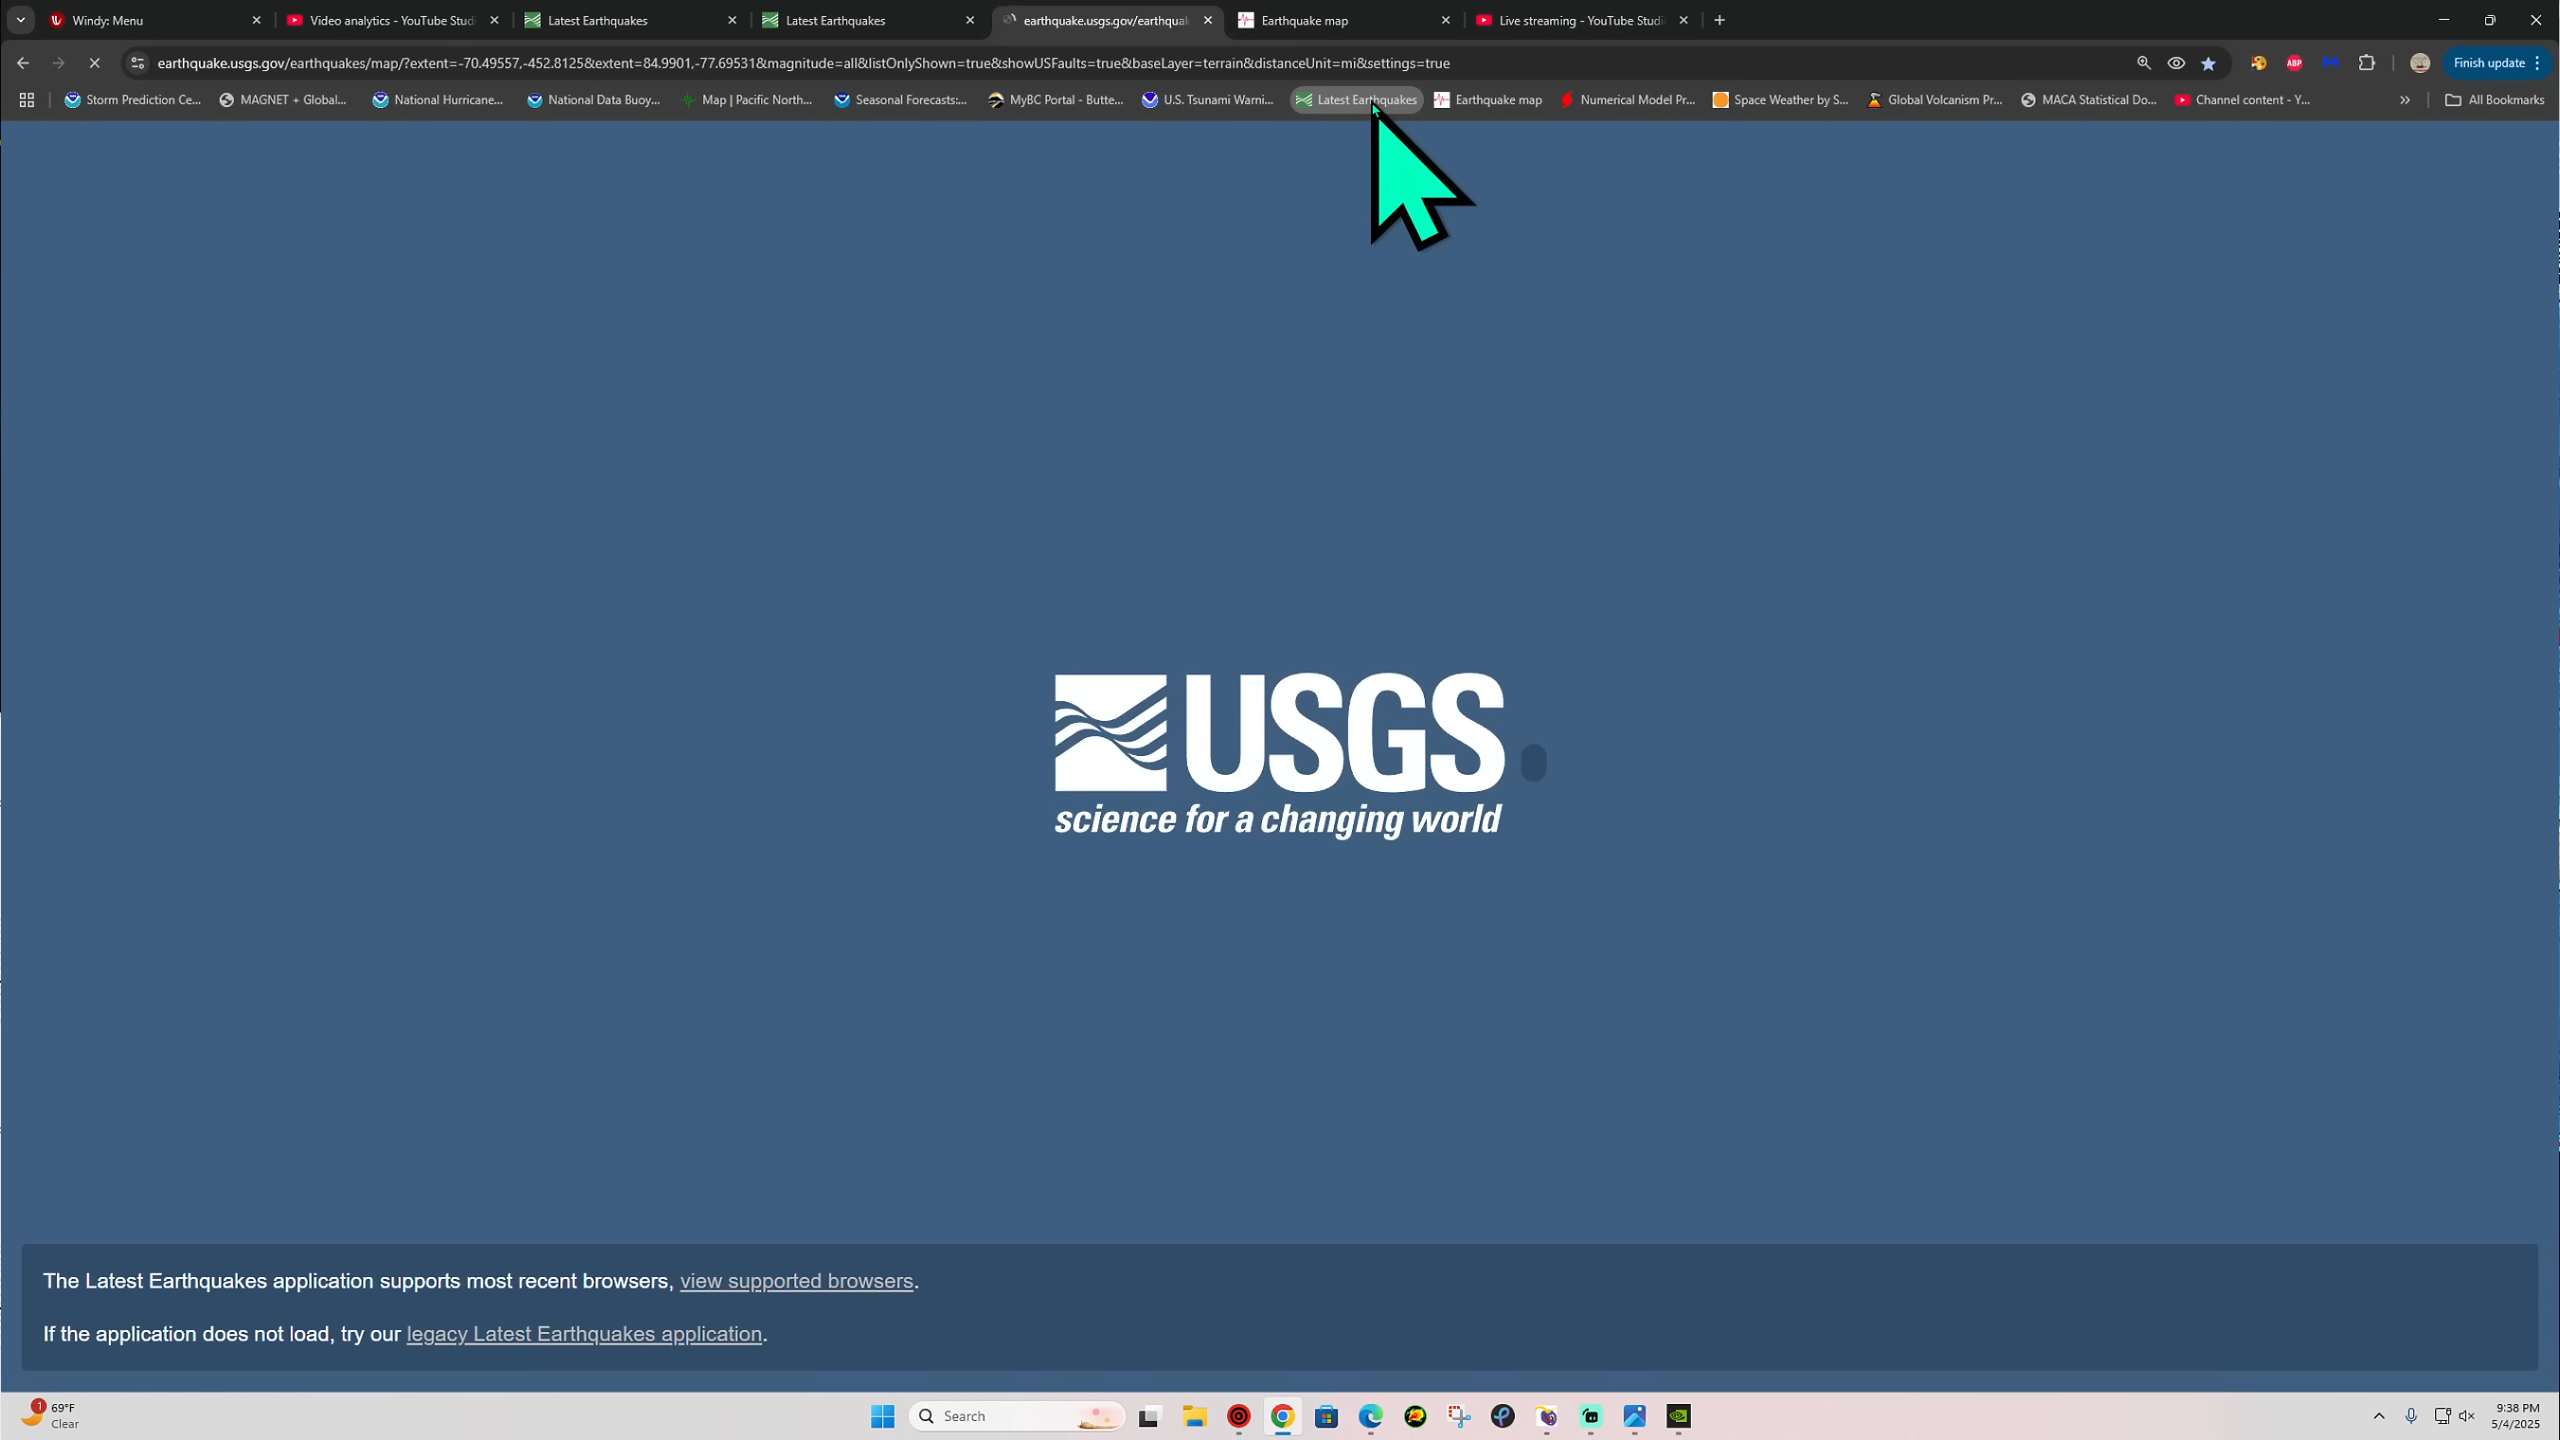 Windy: Menu
Video analytics - YouTube Studi
Latest Earthquakes
Latest Earthquakes
earthquake.usgs.gov/earthquak
Earthquake map
Live streaming - YouTube Studi
earthquake.usgs.gov/earthquakes/map/?extent=-70.49557,-452.8125&extent=84.9901,-77.69531&magnitude=all&listOnlyShown=true&showUSFaults=true&baseLayer=terrain&distanceUnit=mi&settings=true
ABP
Finish update
Storm Prediction Ce...
MAGNET + Global...
National Hurricane...
National Data Buoy...
Map | Pacific North...
Seasonal Forecasts:...
MyBC Portal - Butte...
U.S. Tsunami Warni...
Latest Earthquakes
Earthquake map
Numerical Model Pr...
Space Weather by S...
Global Volcanism Pr...
MACA Statistical Do...
Channel content - Y...
All Bookmarks
USGS
science for a changing world
The Latest Earthquakes application supports most recent browsers, view supported browsers.
If the application does not load, try our legacy Latest Earthquakes application.
1
69°F
Clear
Search
9:38 PM
5/4/2025